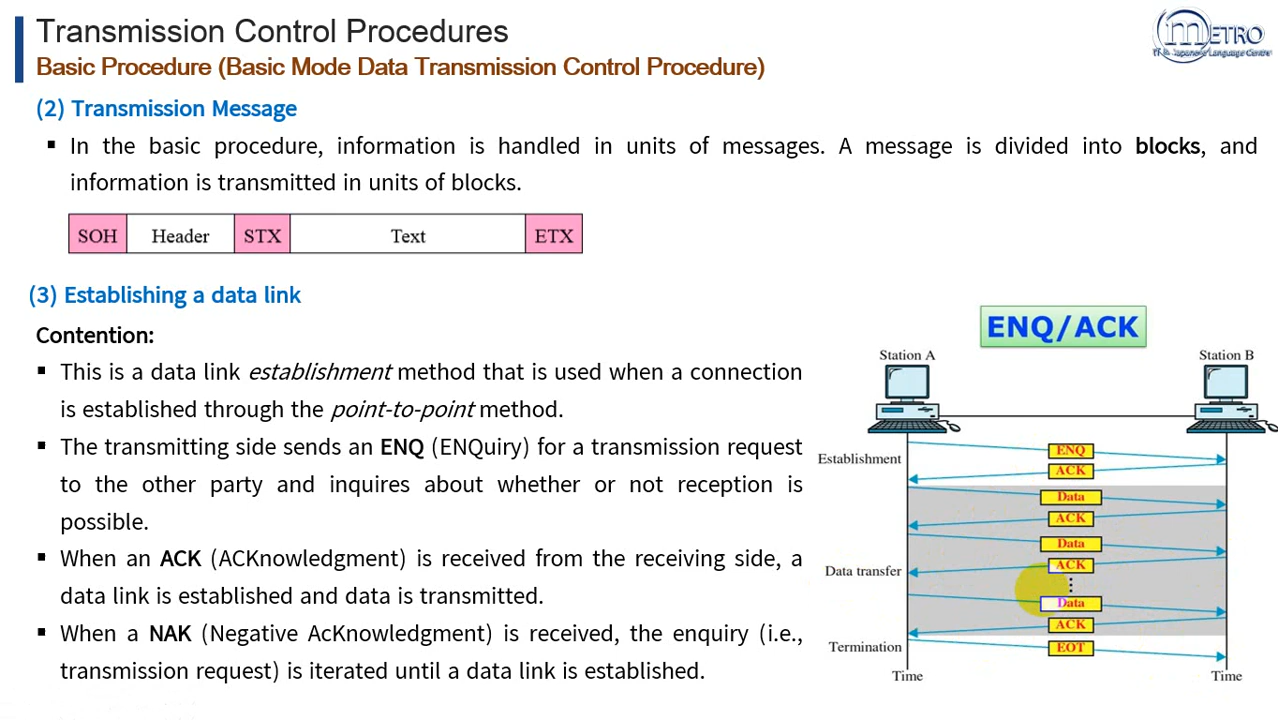 Transmission Control Procedures
Basic Procedure (Basic Mode Data Transmission Control Procedure)
METRO
IT & Japanese Language Centre
(2) Transmission Message
▪ In the basic procedure, information is handled in units of messages. A message is divided into blocks, and
information is transmitted in units of blocks.
SOH Header STX Text ETX
(3) Establishing a data link
Contention:
▪ This is a data link establishment method that is used when a connection
is established through the point-to-point method.
▪ The transmitting side sends an ENQ (ENQuiry) for a transmission request
to the other party and inquires about whether or not reception is
possible.
▪ When an ACK (ACKnowledgment) is received from the receiving side, a
data link is established and data is transmitted.
▪ When a NAK (Negative AcKnowledgment) is received, the enquiry (i.e.,
transmission request) is iterated until a data link is established.
ENQ/ACK
Station A Station B
ENQ
Establishment
ACK
Data
ACK
Data
ACK
Data transfer
⋮
Data
ACK
Termination EOT
Time Time